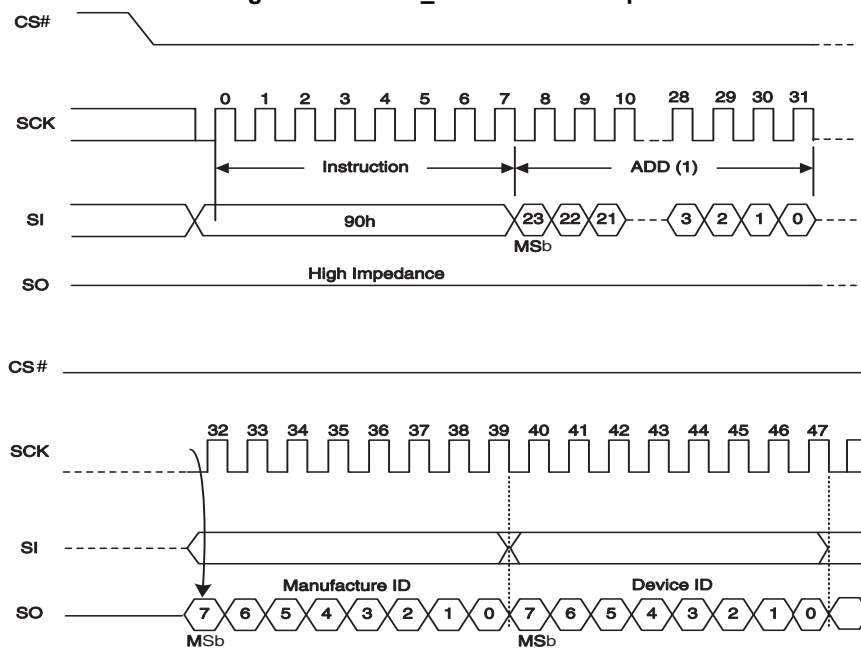 CS#
SCK
0 1 2 3 4 5 6 7 8 9 10 28 29 30 31
Instruction ADD (1)
SI
90h 23 22 21 3 2 1 0
MSb
High Impedance
SO
CS#
SCK
32 33 34 35 36 37 38 39 40 41 42 43 44 45 46 47
SI
Manufacture ID Device ID
SO
7 6 5 4 3 2 1 0 7 6 5 4 3 2 1 0
MSb MSb